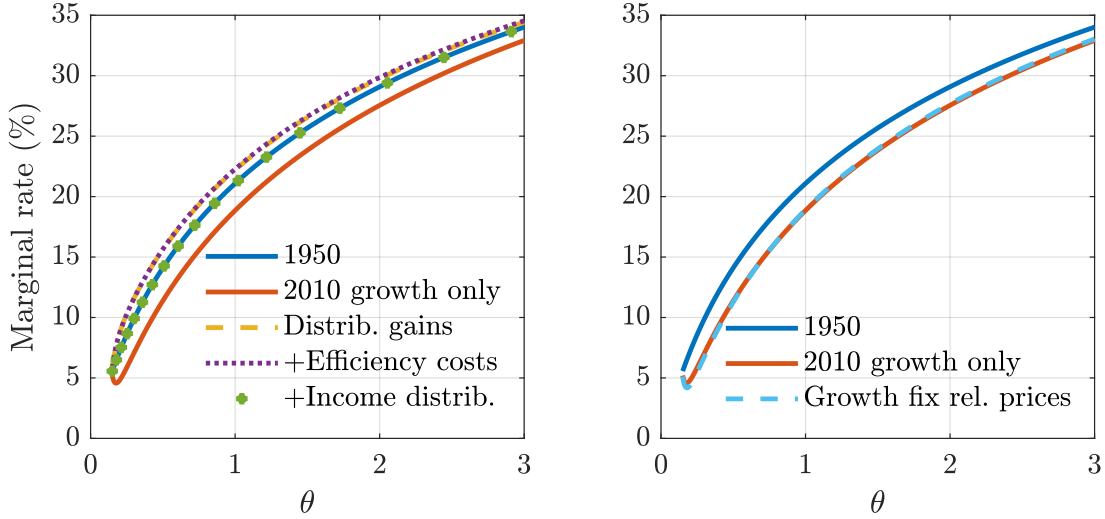 35
30
25
20
15
10
5
0
0
1
2
3
Marginal rate (%)
θ
1950
2010 growth only
Distrib. gains
+Efficiency costs
+Income distrib.
35
30
25
20
15
10
5
0
0
1
2
3
θ
1950
2010 growth only
Growth fix rel. prices